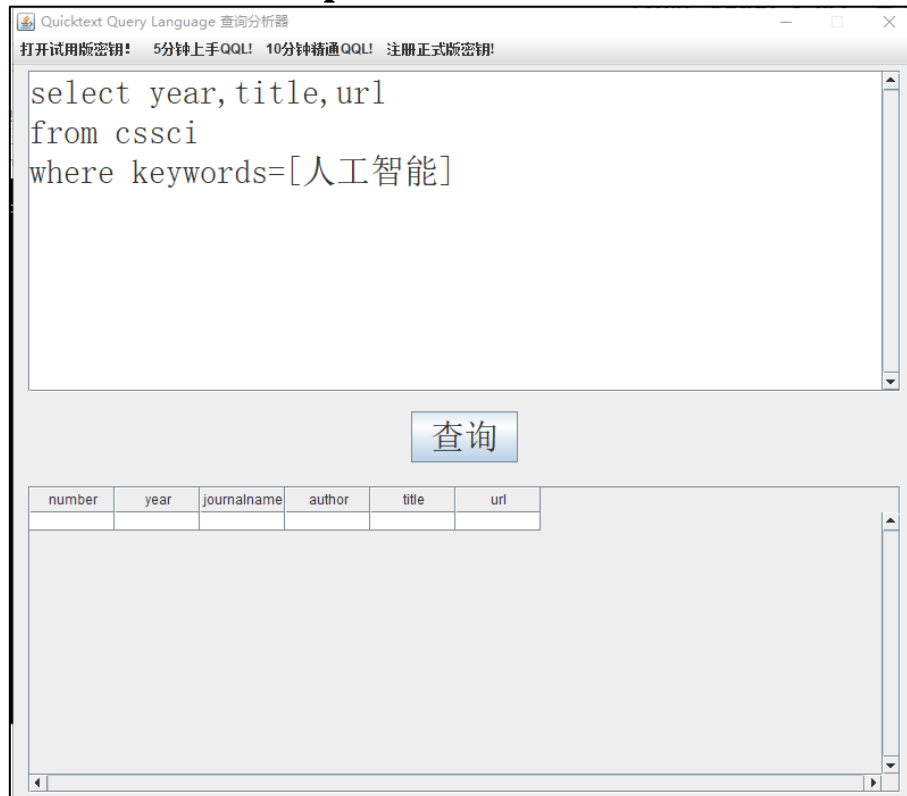 Quicktext Query Language 查询分析器
打开试用版密钥! 5分钟上手QQL! 10分钟精通QQL! 注册正式版密钥!
select year,title,url
from cssci
where keywords=[人工智能]
查询
number year journalname author title url